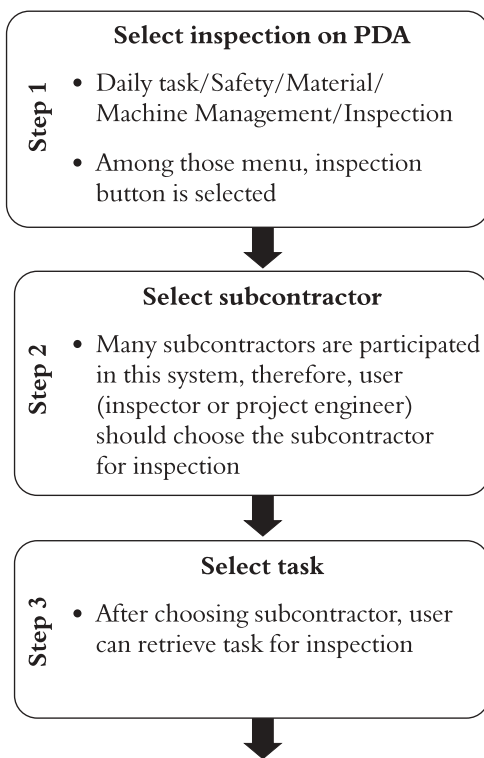 Step 1
Select inspection on PDA
• Daily task/Safety/Material/
Machine Management/Inspection
• Among those menu, inspection
button is selected
Step 2
Select subcontractor
• Many subcontractors are participated
in this system, therefore, user
(inspector or project engineer)
should choose the subcontractor
for inspection
Step 3
Select task
• After choosing subcontractor, user
can retrieve task for inspection